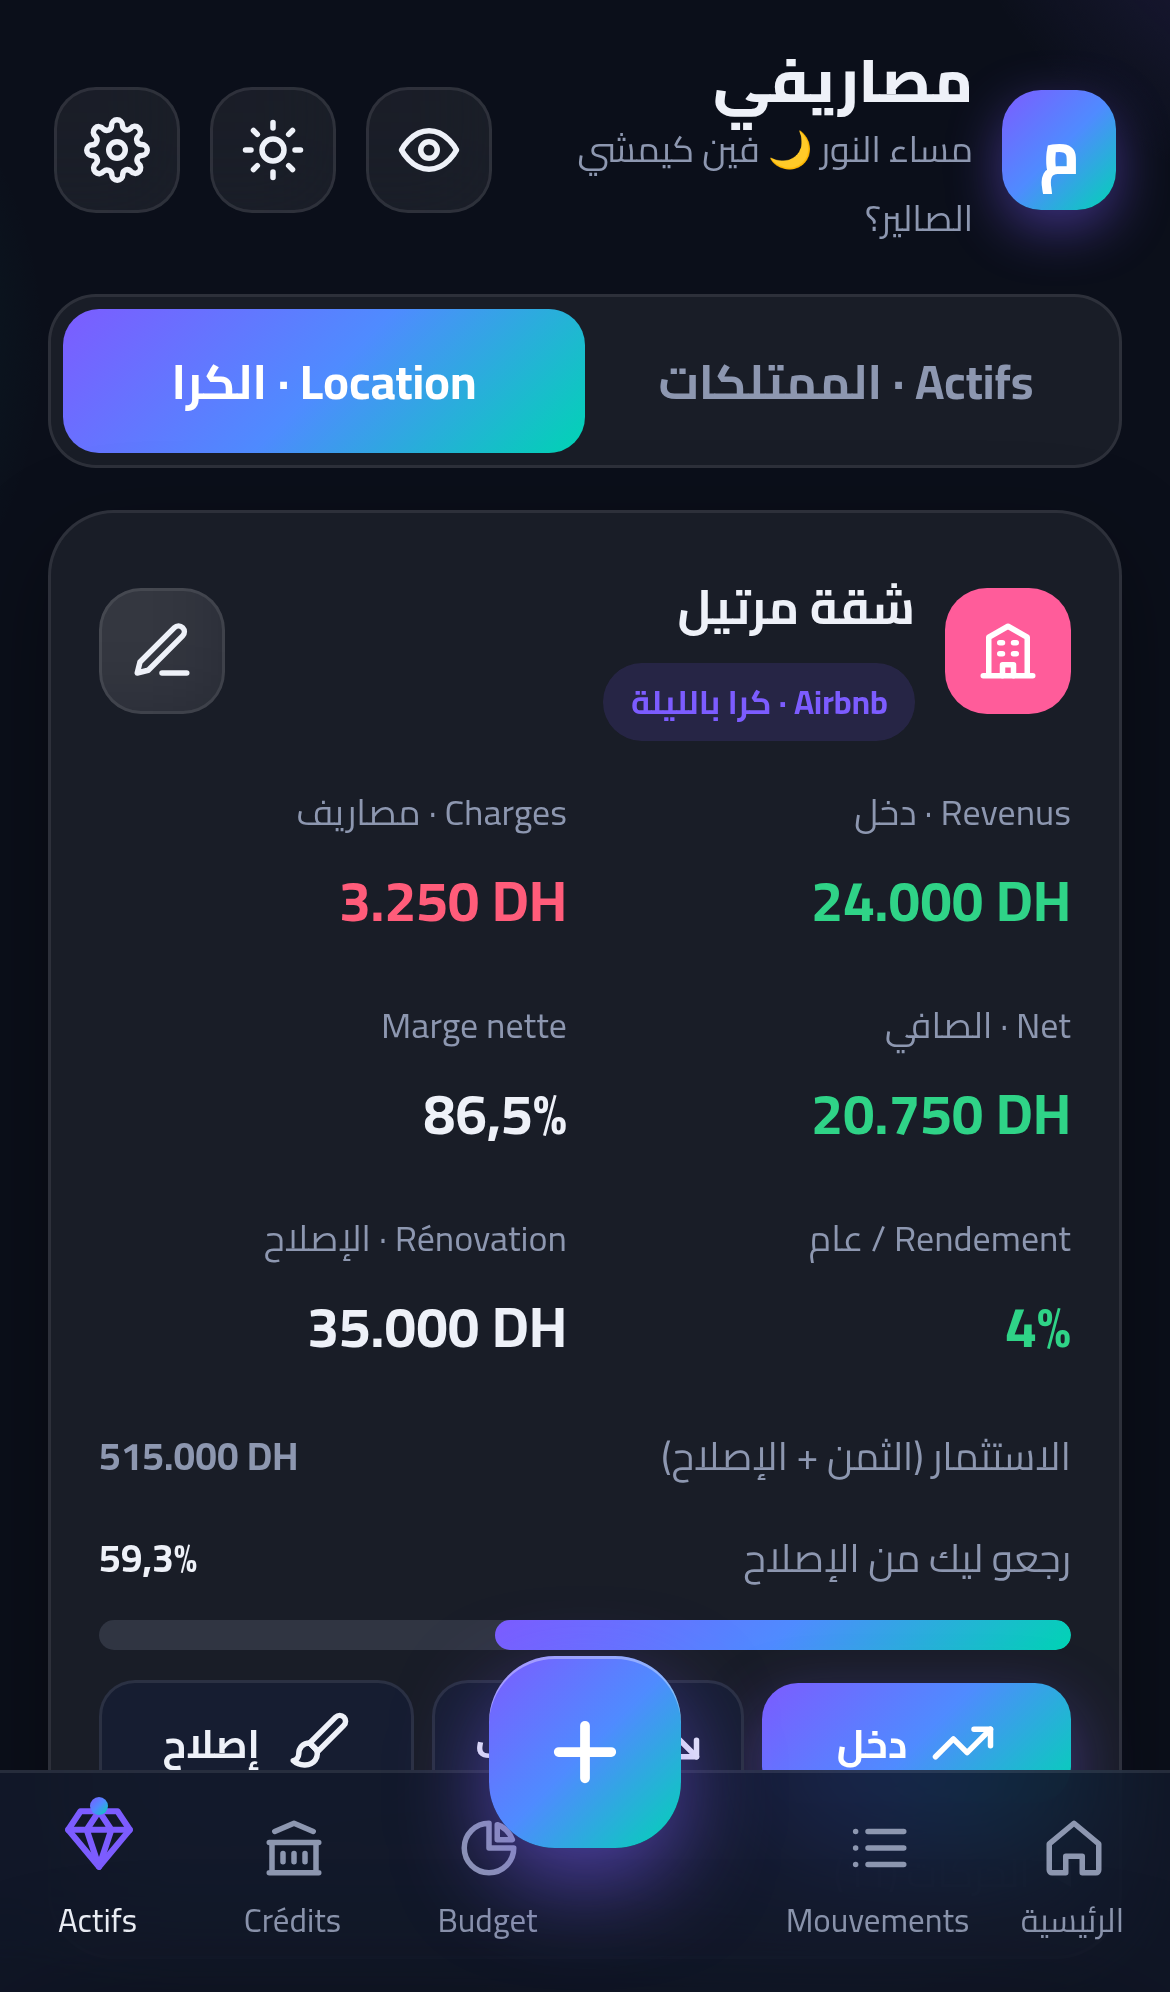 م
مصاريفي
مساء النور 🌙 فين كيمشي
الصالير؟
Actifs · الممتلكات
Location · الكرا
شقة مرتيل
Airbnb · كرا بالليلة
Revenus · دخل
Charges · مصاريف
24.000 DH
3.250 DH
Net · الصافي
Marge nette
20.750 DH
86,5%
Rendement / عام
Rénovation · الإصلاح
4%
35.000 DH
الاستثمار (الثمن + الإصلاح)
515.000 DH
رجعو ليك من الإصلاح
59,3%
دخل
إصلاح
الرئيسية
Mouvements
Budget
Crédits
Actifs